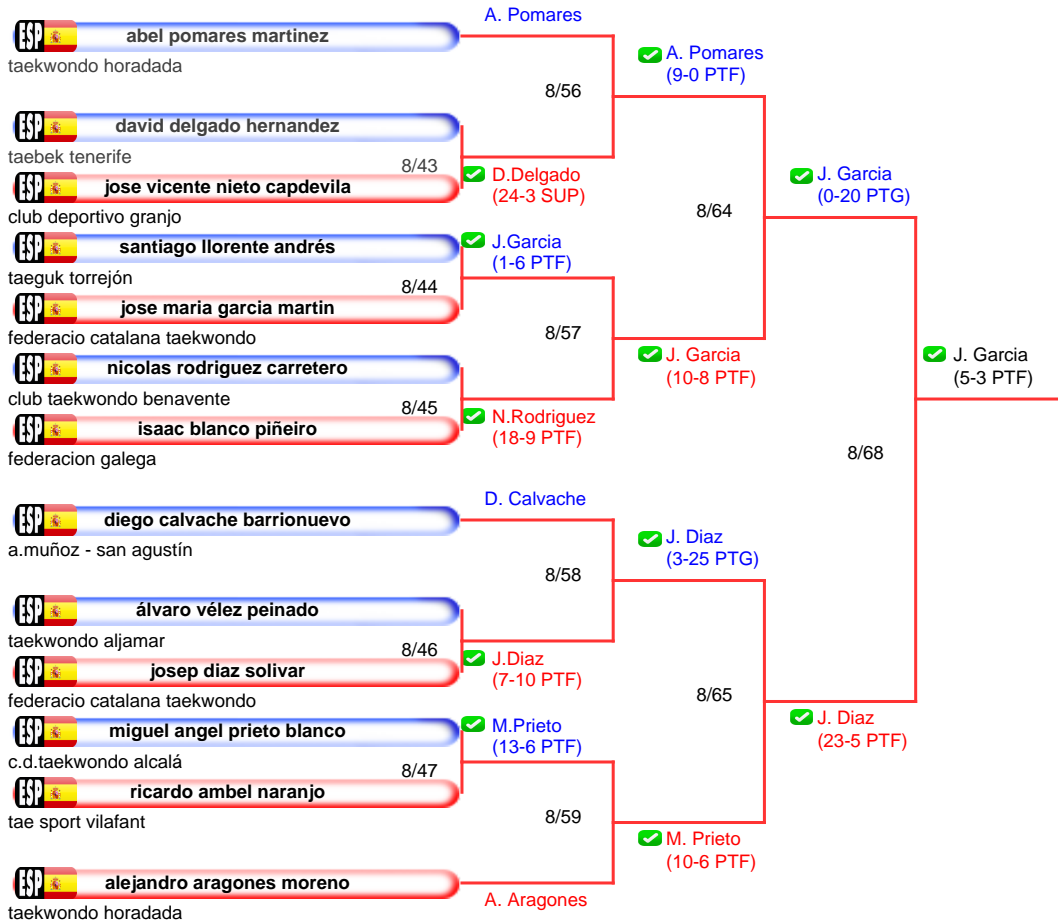 A. Pomares
ESP abel pomares martinez
taekwondo horadada
A. Pomares
(9-0 PTF)
8/56
ESP david delgado hernandez
taebek tenerife
8/43
D.Delgado
(24-3 SUP)
ESP jose vicente nieto capdevila
club deportivo granjo
J. Garcia
(0-20 PTG)
8/64
ESP santiago llorente andrés
taeguk torrejón
J.Garcia
(1-6 PTF)
8/44
ESP jose maria garcia martin
federacio catalana taekwondo
8/57
J. Garcia
(10-8 PTF)
ESP nicolas rodriguez carretero
club taekwondo benavente
8/45
N.Rodriguez
(18-9 PTF)
ESP isaac blanco piñeiro
federacion galega
J. Garcia
(5-3 PTF)
8/68
D. Calvache
ESP diego calvache barrionuevo
a.muñoz - san agustín
J. Diaz
(3-25 PTG)
8/58
ESP álvaro vélez peinado
taekwondo aljamar
8/46
J.Diaz
(7-10 PTF)
ESP josep diaz solivar
federacio catalana taekwondo
8/65
J. Diaz
(23-5 PTF)
ESP miguel angel prieto blanco
c.d.taekwondo alcalá
M.Prieto
(13-6 PTF)
8/47
ESP ricardo ambel naranjo
tae sport vilafant
8/59
M. Prieto
(10-6 PTF)
ESP alejandro aragones moreno
A. Aragones
taekwondo horadada